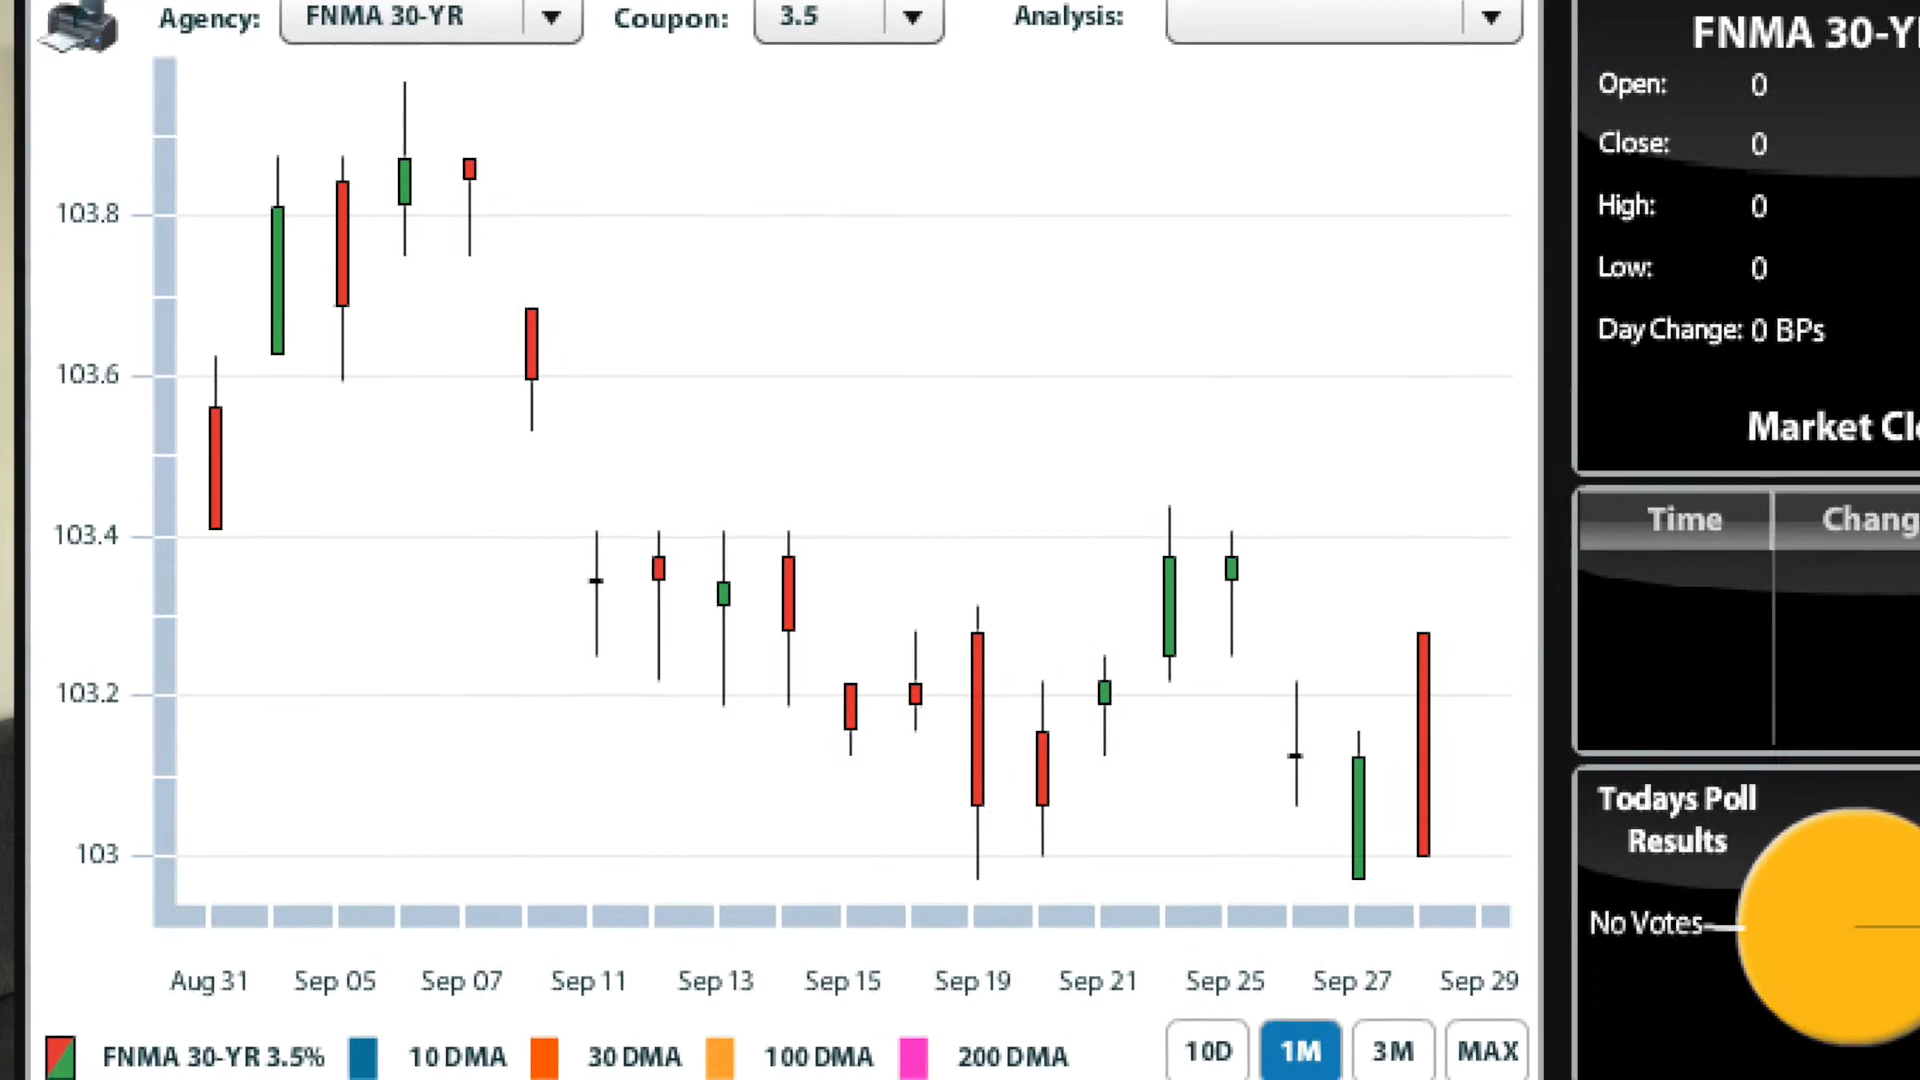 Agency: FNMA 30-YR Coupon: 3.5 Analysis:
103.8
103.6
103.4
103.2
103
Aug 31 Sep 05 Sep 07 Sep 11 Sep 13 Sep 15 Sep 19 Sep 21 Sep 25 Sep 27 Sep 29
FNMA 30-YR 3.5% 10 DMA 30 DMA 100 DMA 200 DMA 10D 1M 3M MAX
FNMA 30-Y
Open: 0
Close: 0
High: 0
Low: 0
Day Change: 0 BPs
Market Cl
Time Chang
Todays Poll
Results
No Votes